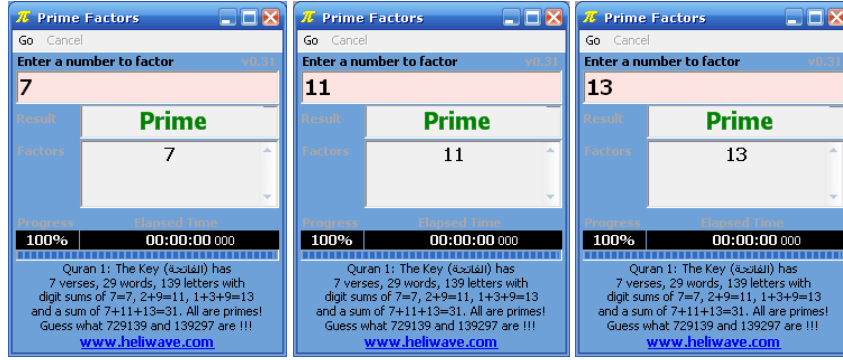 π Prime Factors
Go Cancel
Enter a number to factor v0.31
7
Result Prime
Factors 7
Progress Elapsed Time
100% 00:00:00 000
Quran 1: The Key (الفاتحة) has
7 verses, 29 words, 139 letters with
digit sums of 7=7, 2+9=11, 1+3+9=13
and a sum of 7+11+13=31. All are primes!
Guess what 729139 and 139297 are !!!
www.heliwave.com
π Prime Factors
Go Cancel
Enter a number to factor v0.31
11
Result Prime
Factors 11
Progress Elapsed Time
100% 00:00:00 000
Quran 1: The Key (الفاتحة) has
7 verses, 29 words, 139 letters with
digit sums of 7=7, 2+9=11, 1+3+9=13
and a sum of 7+11+13=31. All are primes!
Guess what 729139 and 139297 are !!!
www.heliwave.com
π Prime Factors
Go Cancel
Enter a number to factor v0.31
13
Result Prime
Factors 13
Progress Elapsed Time
100% 00:00:00 000
Quran 1: The Key (الفاتحة) has
7 verses, 29 words, 139 letters with
digit sums of 7=7, 2+9=11, 1+3+9=13
and a sum of 7+11+13=31. All are primes!
Guess what 729139 and 139297 are !!!
www.heliwave.com